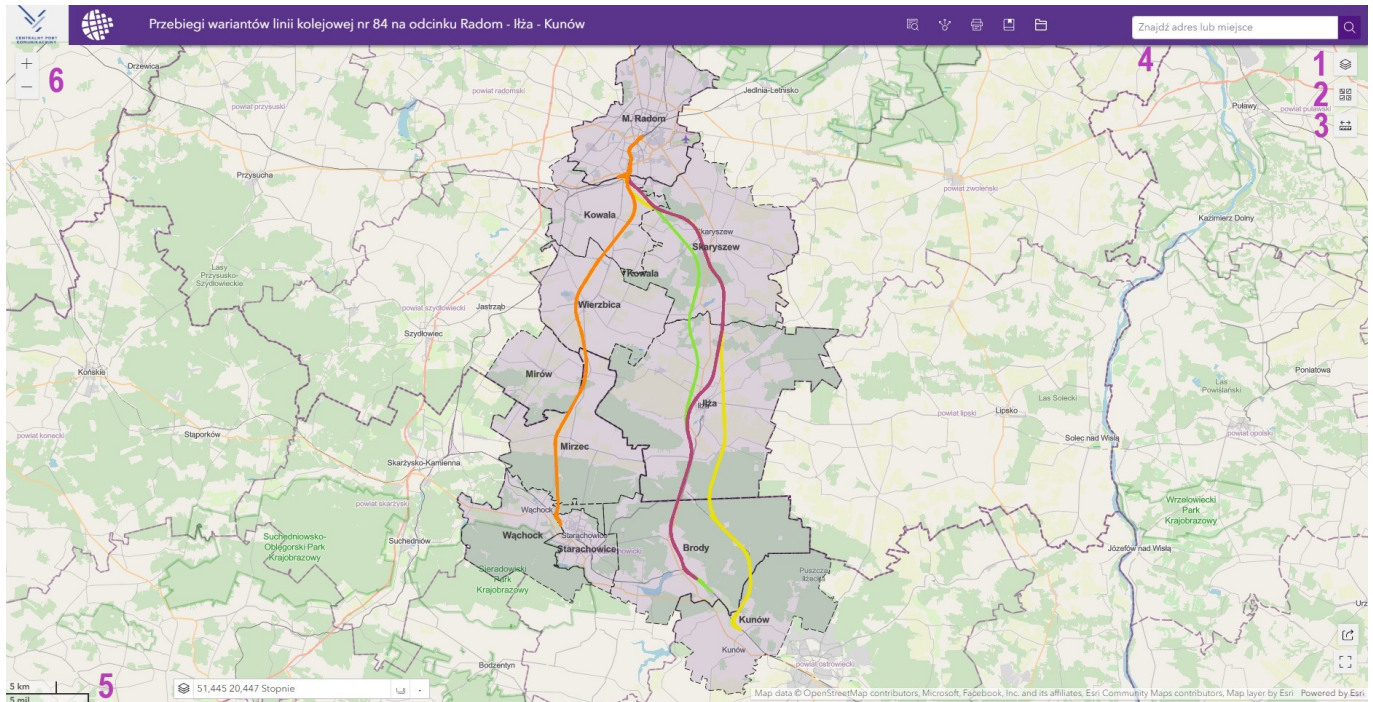 CENTRALNY PORT
KOMUNIKACYJNY
Przebiegi wariantów linii kolejowej nr 84 na odcinku Radom - Iłża - Kunów
Znajdź adres lub miejsce
6
4
1
2
3
5
Drzewica
powiat radomski
powiat przysuski
Jedlnia-Letnisko
Puławy
powiat puławski
M. Radom
Przysucha
powiat zwoleński
Kowala
Kazimierz Dolny
Skaryszew
Skaryszew
Lasy
Przysusko-
Szydłowieckie
Kowala
powiat szydłowiecki
Jastrząb
Wierzbica
Szydłowiec
Końskie
Mirów
Poniatowa
Las
Powiślański
Las Solecki
Iłża
Iłża
powiat lipski
Lipsko
powiat konecki
Stąporków
Solec nad Wisłą
powiat opolski
Mirzec
Skarżysko-Kamienna
powiat skarżyski
Wrzelowiecki
Park
Krajobrazowy
Wąchock
Suchedniowsko-
Oblęgorski Park
Krajobrazowy
Suchedniów
Wąchock
Starachowice
Starachowice
Brody
Józefów nad Wisłą
Sieradowicki
Park
Krajobrazowy
Puszcza
Iłżecka
Kunów
Kunów
powiat ostrowiecki
Bodzentyn
5 km
5 mil
51,445 20,447 Stopnie
Map data © OpenStreetMap contributors, Microsoft, Facebook, Inc. and its affiliates, Esri Community Maps contributors, Map layer by Esri
Powered by Esri